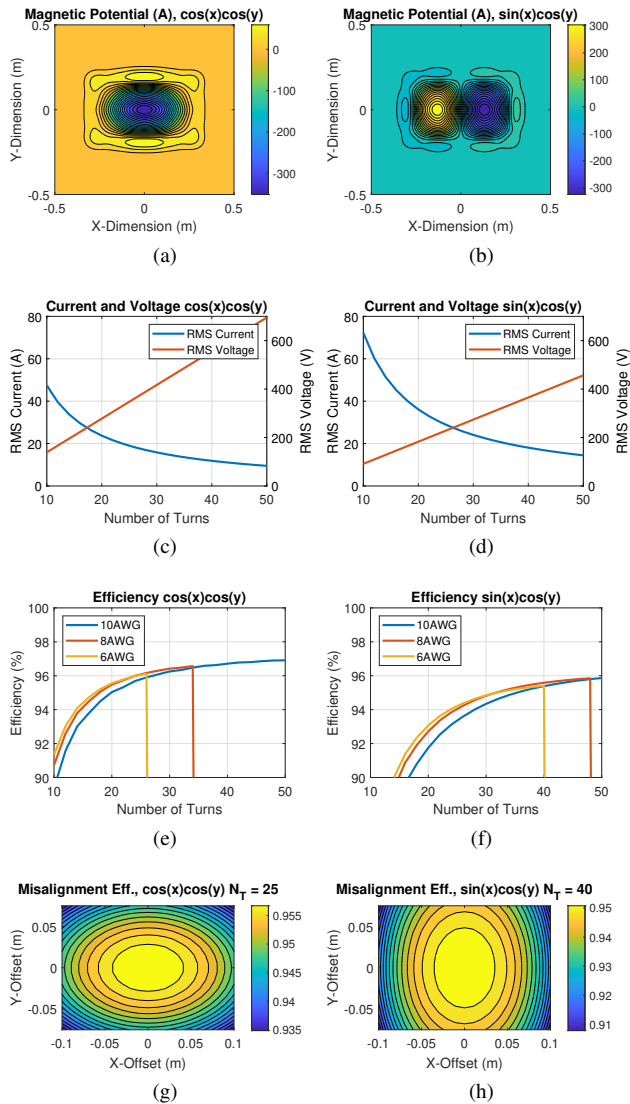 Magnetic Potential (A), cos(x)cos(y)
Y-Dimension (m)
0.5
0
-0.5
-0.5 0 0.5
X-Dimension (m)
0
-100
-200
-300
(a)
Magnetic Potential (A), sin(x)cos(y)
Y-Dimension (m)
0.5
0
-0.5
-0.5 0 0.5
X-Dimension (m)
300
200
100
0
-100
-200
-300
(b)
Current and Voltage cos(x)cos(y)
RMS Current (A)
80
60
40
20
0
RMS Current
RMS Voltage
600
400
200
0
RMS Voltage (V)
10 20 30 40 50
Number of Turns
(c)
Current and Voltage sin(x)cos(y)
RMS Current (A)
80
60
40
20
0
RMS Current
RMS Voltage
600
400
200
0
RMS Voltage (V)
10 20 30 40 50
Number of Turns
(d)
Efficiency cos(x)cos(y)
Efficiency (%)
100
98
96
94
92
90
10AWG
8AWG
6AWG
10 20 30 40 50
Number of Turns
(e)
Efficiency sin(x)cos(y)
Efficiency (%)
100
98
96
94
92
90
10AWG
8AWG
6AWG
10 20 30 40 50
Number of Turns
(f)
Misalignment Eff., cos(x)cos(y) N_T = 25
Y-Offset (m)
0.05
0
-0.05
-0.1 -0.05 0 0.05 0.1
X-Offset (m)
0.955
0.95
0.945
0.94
0.935
(g)
Misalignment Eff., sin(x)cos(y) N_T = 40
Y-Offset (m)
0.05
0
-0.05
-0.1 -0.05 0 0.05 0.1
X-Offset (m)
0.95
0.94
0.93
0.92
0.91
(h)